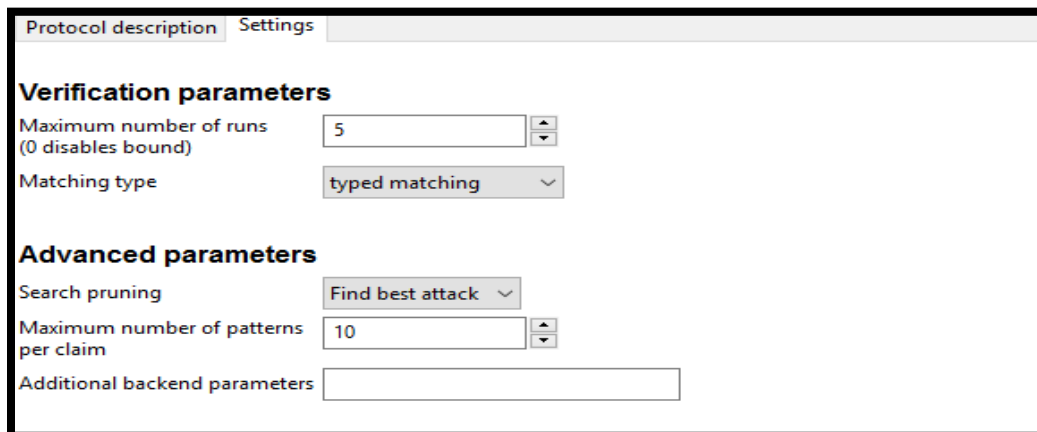 Protocol description Settings
Verification parameters
Maximum number of runs
(0 disables bound) 5
Matching type typed matching
Advanced parameters
Search pruning Find best attack
Maximum number of patterns
per claim 10
Additional backend parameters